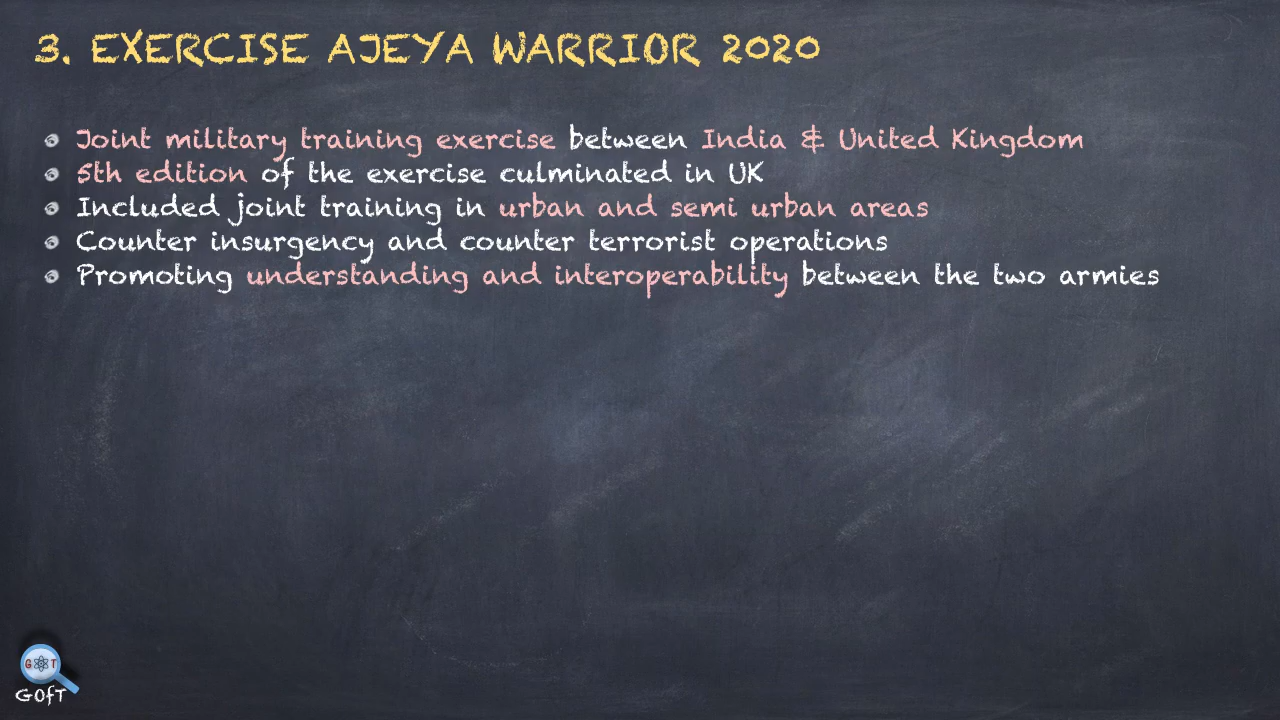 3. EXERCISE AJEYA WARRIOR 2020
Joint military training exercise between India & United Kingdom
5th edition of the exercise culminated in UK
Included joint training in urban and semi urban areas
Counter insurgency and counter terrorist operations
Promoting understanding and interoperability between the two armies
G T
GOfT